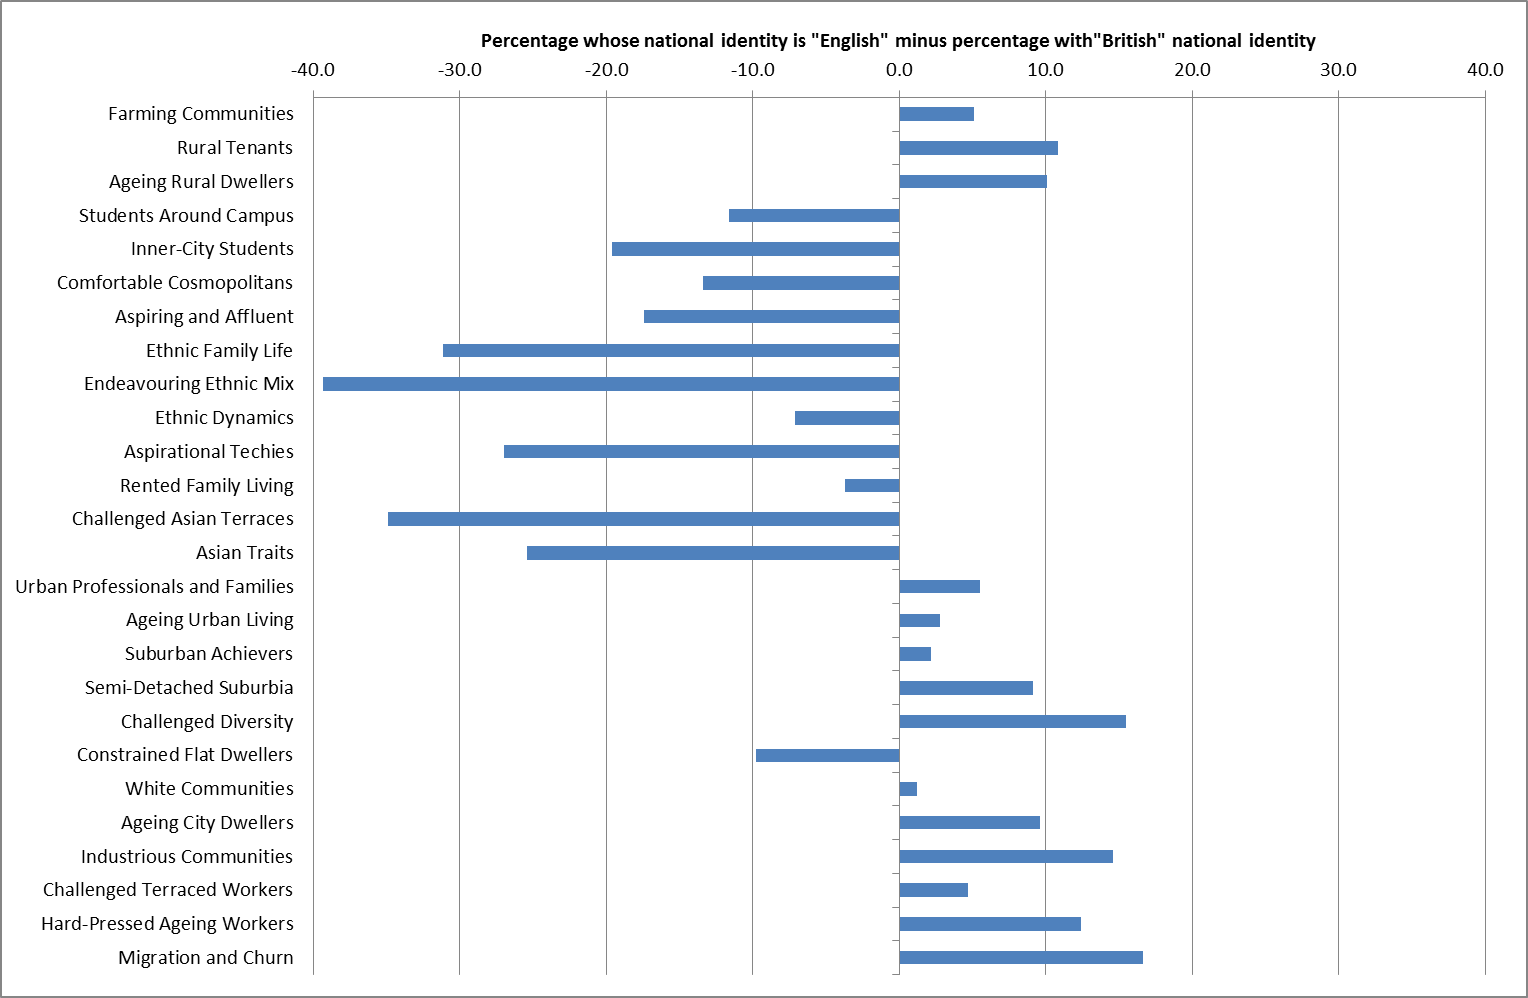 Percentage whose national identity is "English" minus percentage with"British" national identity
-40.0 -30.0 -20.0 -10.0 0.0 10.0 20.0 30.0 40.0
Farming Communities
Rural Tenants
Ageing Rural Dwellers
Students Around Campus
Inner-City Students
Comfortable Cosmopolitans
Aspiring and Affluent
Ethnic Family Life
Endeavouring Ethnic Mix
Ethnic Dynamics
Aspirational Techies
Rented Family Living
Challenged Asian Terraces
Asian Traits
Urban Professionals and Families
Ageing Urban Living
Suburban Achievers
Semi-Detached Suburbia
Challenged Diversity
Constrained Flat Dwellers
White Communities
Ageing City Dwellers
Industrious Communities
Challenged Terraced Workers
Hard-Pressed Ageing Workers
Migration and Churn